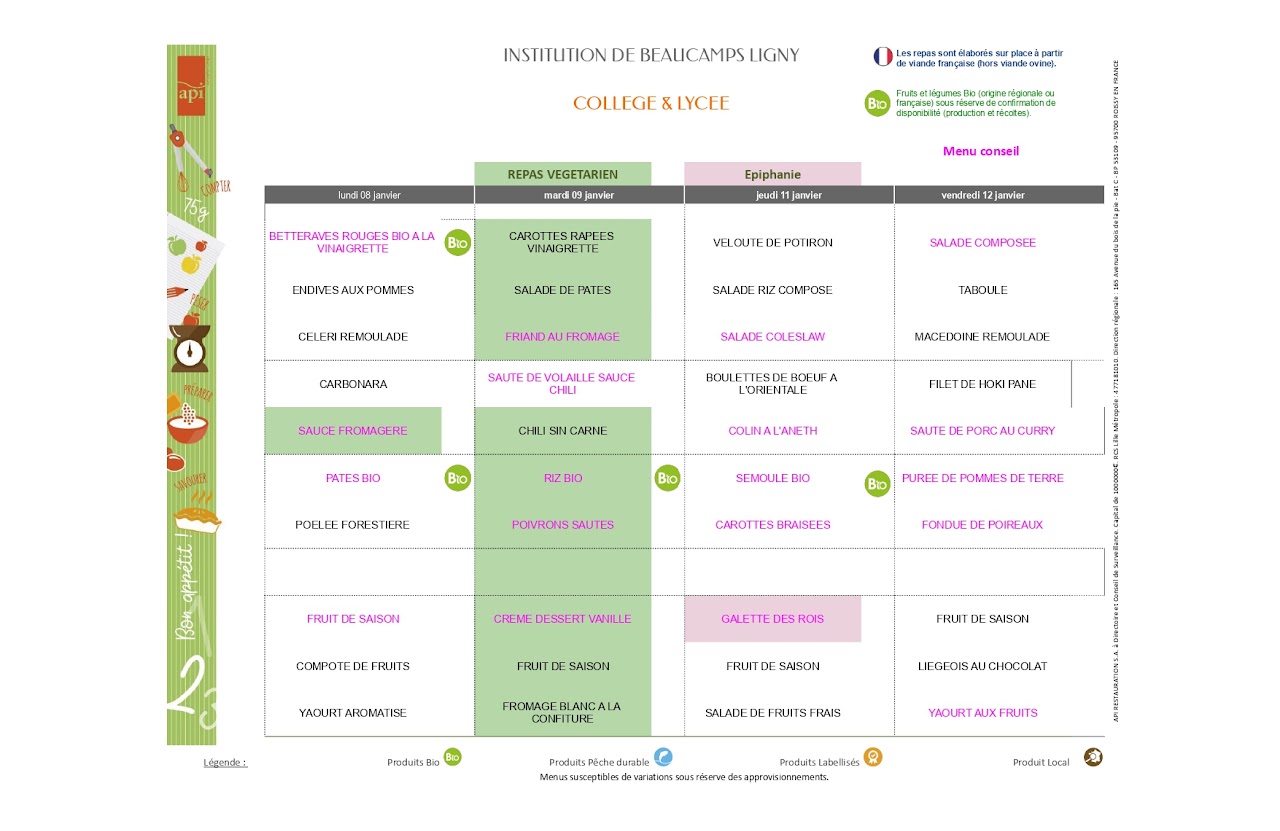 INSTITUTION DE BEAUCAMPS LIGNY
Les repas sont élaborés sur place à partir
de viande française (hors viande ovine).
api
COLLEGE & LYCEE
Bio
Fruits et légumes Bio (origine régionale ou
française) sous réserve de confirmation de
disponibilité (production et récoltes).
Menu conseil
REPAS VEGETARIEN
Epiphanie
lundi 08 janvier
mardi 09 janvier
jeudi 11 janvier
vendredi 12 janvier
COMPTER
75g
PESER
PRÉPARER
SAVOURER
Bon appétit !
2
3
BETTERAVES ROUGES BIO A LA
VINAIGRETTE
Bio
CAROTTES RAPEES
VINAIGRETTE
VELOUTE DE POTIRON
SALADE COMPOSEE
ENDIVES AUX POMMES
SALADE DE PATES
SALADE RIZ COMPOSE
TABOULE
CELERI REMOULADE
FRIAND AU FROMAGE
SALADE COLESLAW
MACEDOINE REMOULADE
CARBONARA
SAUTE DE VOLAILLE SAUCE
CHILI
BOULETTES DE BOEUF A
L'ORIENTALE
FILET DE HOKI PANE
SAUCE FROMAGERE
CHILI SIN CARNE
COLIN A L'ANETH
SAUTE DE PORC AU CURRY
PATES BIO
Bio
RIZ BIO
Bio
SEMOULE BIO
Bio
PUREE DE POMMES DE TERRE
POELEE FORESTIERE
POIVRONS SAUTES
CAROTTES BRAISEES
FONDUE DE POIREAUX
FRUIT DE SAISON
CREME DESSERT VANILLE
GALETTE DES ROIS
FRUIT DE SAISON
COMPOTE DE FRUITS
FRUIT DE SAISON
FRUIT DE SAISON
LIEGEOIS AU CHOCOLAT
YAOURT AROMATISE
FROMAGE BLANC A LA
CONFITURE
SALADE DE FRUITS FRAIS
YAOURT AUX FRUITS
API RESTAURATION S.A. à Directoire et Conseil de Surveillance. Capital de 1000000€. RCS Lille Métropole : 477181010. Direction régionale : 165 Avenue du bois de la pie - Bat C - BP 53109 - 95700 ROISSY EN FRANCE
Légende :
Produits Bio
Bio
Produits Pêche durable
Produits Labellisés
Produit Local
Menus susceptibles de variations sous réserve des approvisionnements.